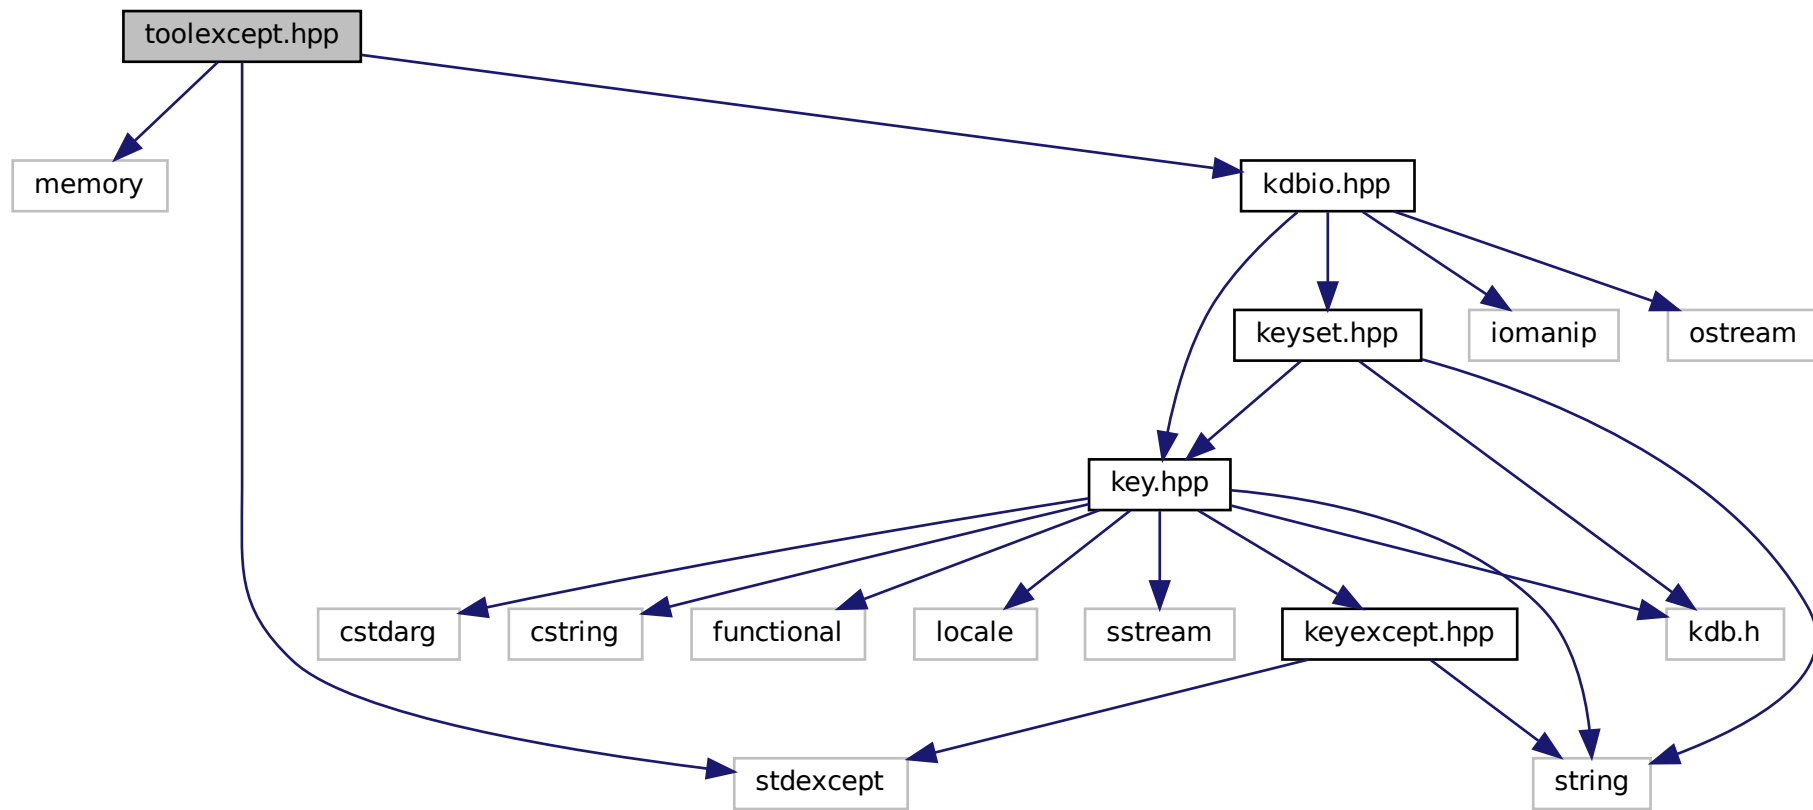 toolexcept.hpp
memory
kdbio.hpp
keyset.hpp
iomanip
ostream
key.hpp
cstdarg
cstring
functional
locale
sstream
keyexcept.hpp
kdb.h
stdexcept
string